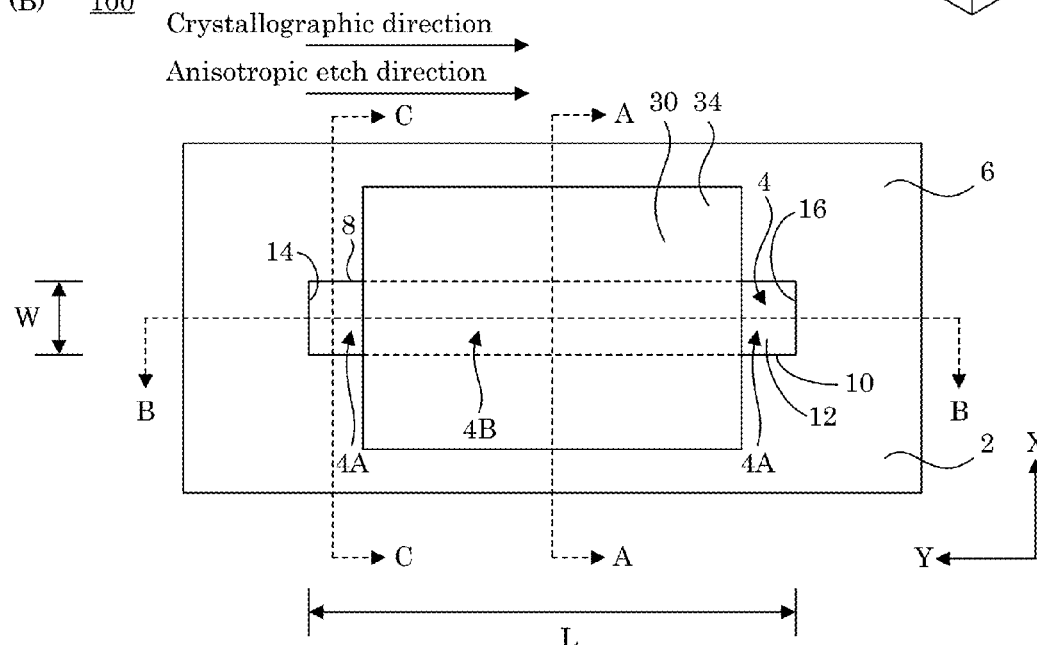 (B) 100
Crystallographic direction
Anisotropic etch direction
C A 30 34
6
4
16
8
14
W
10
B B
12
4B
4A 4A 2
X
C A Y
L